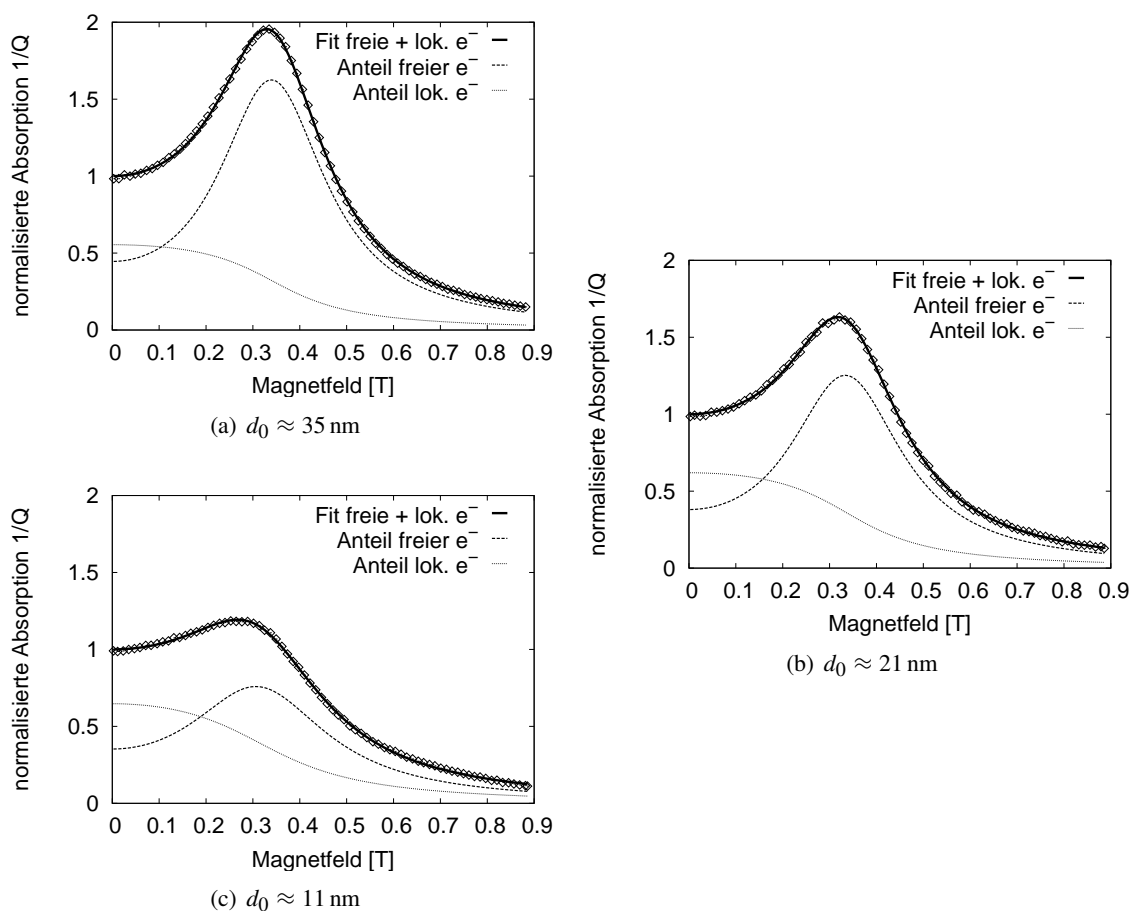 normalisierte Absorption 1/Q
2
1.5
1
0.5
0
Fit freie + lok. e⁻
Anteil freier e⁻
Anteil lok. e⁻
0 0.1 0.2 0.3 0.4 0.5 0.6 0.7 0.8 0.9
Magnetfeld [T]
(a) d₀ ≈ 35 nm
normalisierte Absorption 1/Q
2
1.5
1
0.5
0
Fit freie + lok. e⁻
Anteil freier e⁻
Anteil lok. e⁻
0 0.1 0.2 0.3 0.4 0.5 0.6 0.7 0.8 0.9
Magnetfeld [T]
(b) d₀ ≈ 21 nm
normalisierte Absorption 1/Q
2
1.5
1
0.5
0
Fit freie + lok. e⁻
Anteil freier e⁻
Anteil lok. e⁻
0 0.1 0.2 0.3 0.4 0.5 0.6 0.7 0.8 0.9
Magnetfeld [T]
(c) d₀ ≈ 11 nm